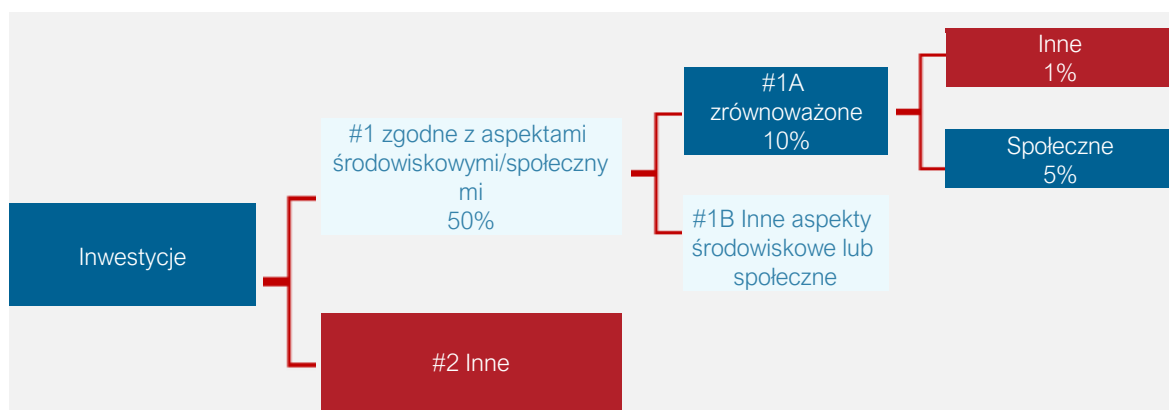 Inwestycje
#1 zgodne z aspektami
środowiskowymi/społeczny
mi
50%
#2 Inne
#1A
zrównoważone
10%
#1B Inne aspekty
środowiskowe lub
społeczne
Inne
1%
Społeczne
5%